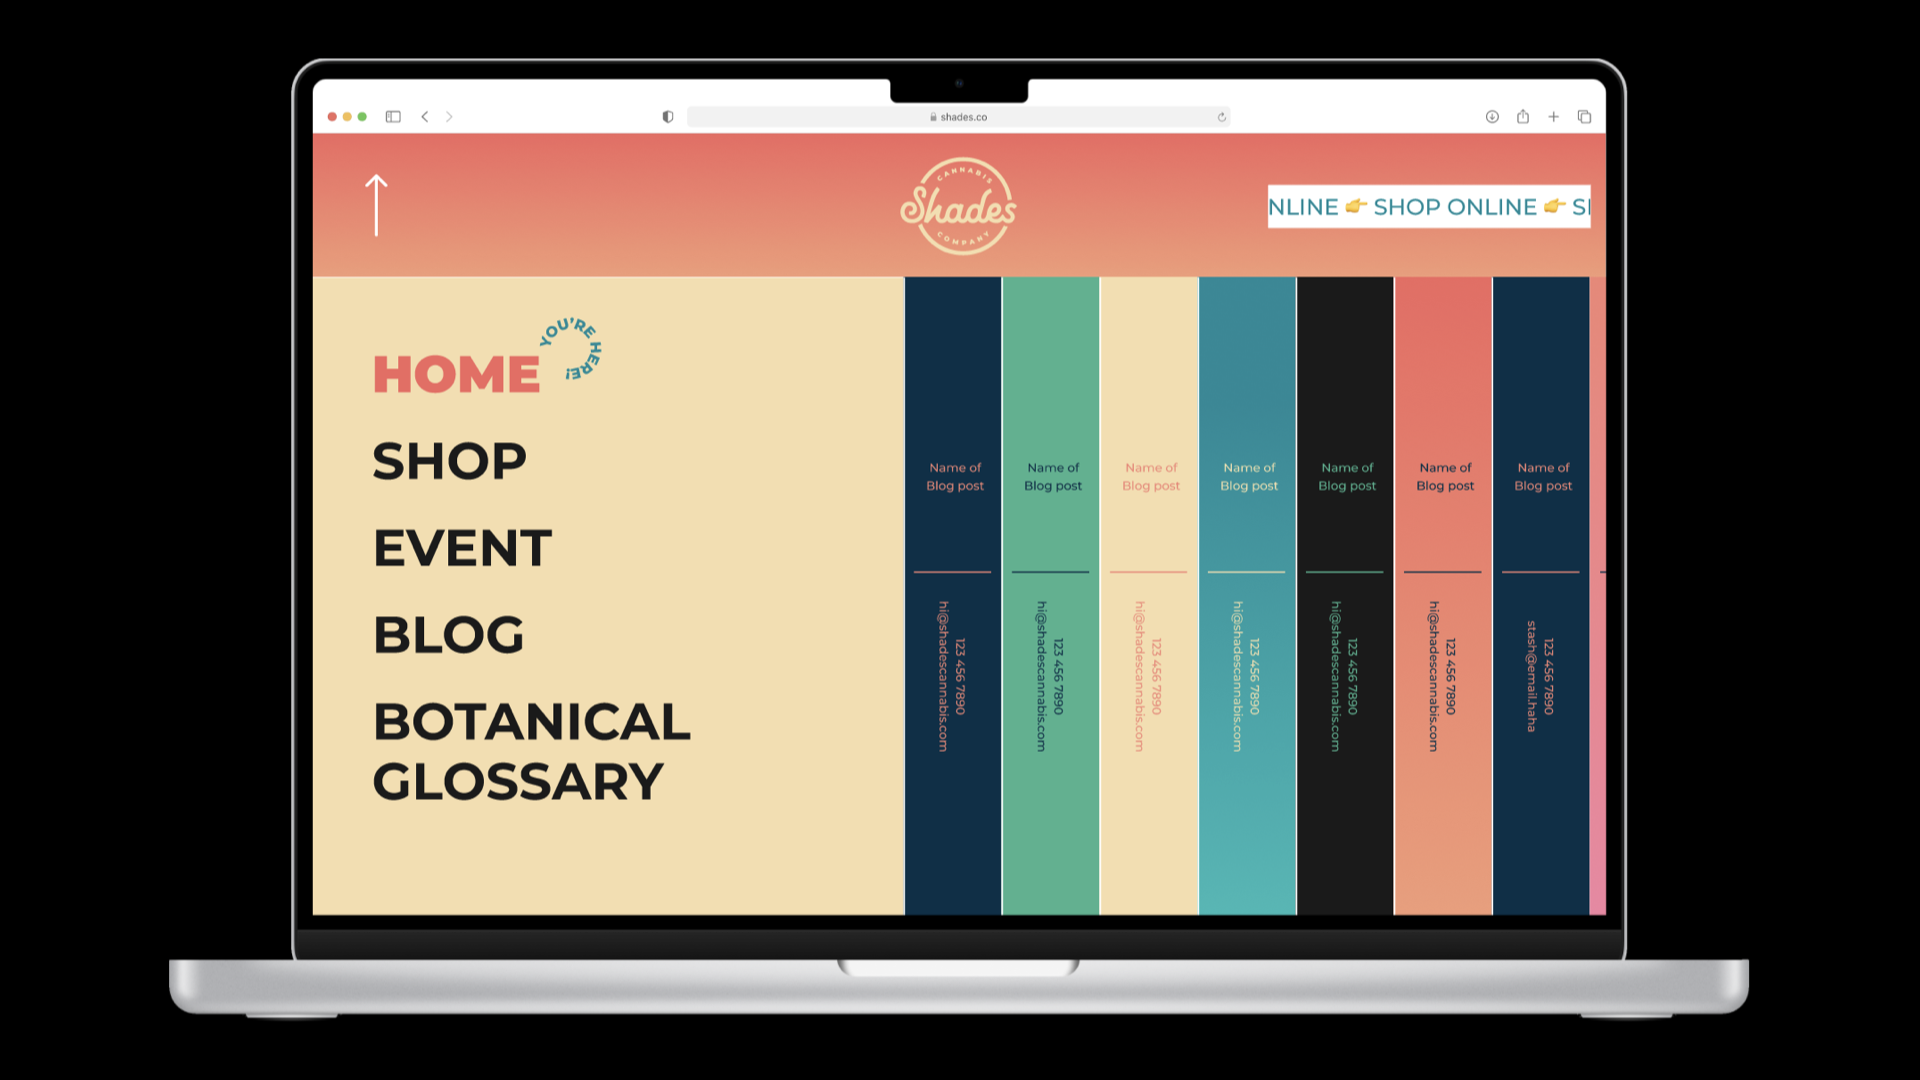 shades.co
CANNABIS
Shades
COMPANY
NLINE 👉 SHOP ONLINE 👉 SI
HOME
YOU'RE HERE!
SHOP
EVENT
BLOG
BOTANICAL
GLOSSARY
Name of
Blog post
123 456 7890
hi@shadescannabis.com
Name of
Blog post
123 456 7890
hi@shadescannabis.com
Name of
Blog post
123 456 7890
hi@shadescannabis.com
Name of
Blog post
123 456 7890
hi@shadescannabis.com
Name of
Blog post
123 456 7890
hi@shadescannabis.com
Name of
Blog post
123 456 7890
hi@shadescannabis.com
Name of
Blog post
123 456 7890
stash@email.haha